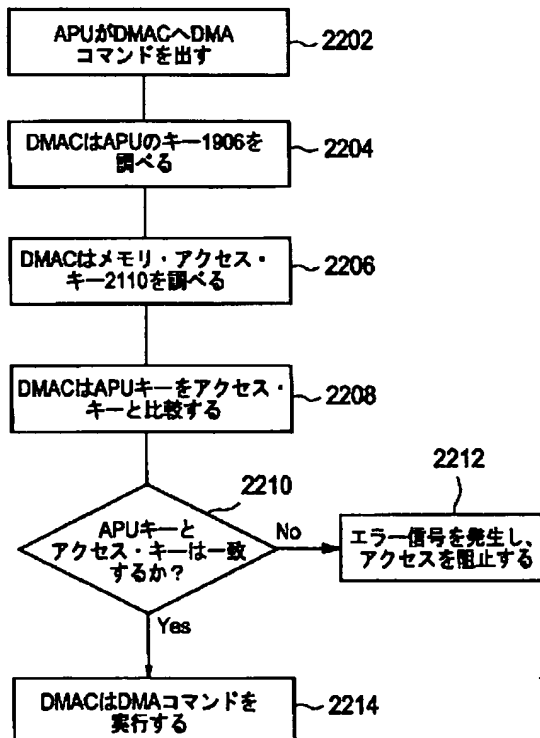 APUがDMACへDMA
コマンドを出す
2202
DMACはAPUのキー1906を
調べる
2204
DMACはメモリ・アクセス・
キー2110を調べる
2206
DMACはAPUキーをアクセス・
キーと比較する
2208
2210
APUキーと
アクセス・キーは一致
するか？
No
2212
エラー信号を発生し、
アクセスを阻止する
Yes
DMACはDMAコマンドを
実行する
2214